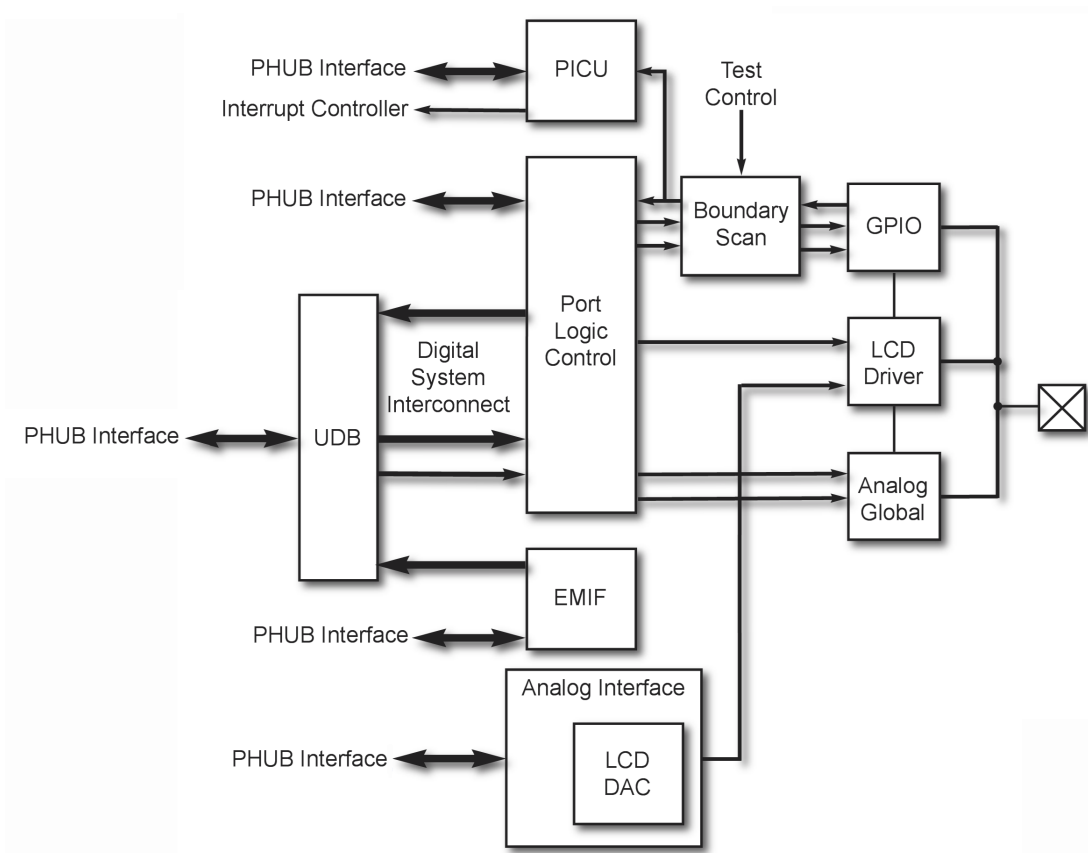 PHUB Interface
PICU
Interrupt Controller
Test
Control
PHUB Interface
Boundary
Scan
GPIO
Port
Logic
Control
Digital
System
Interconnect
LCD
Driver
PHUB Interface
UDB
Analog
Global
EMIF
PHUB Interface
Analog Interface
PHUB Interface
LCD
DAC